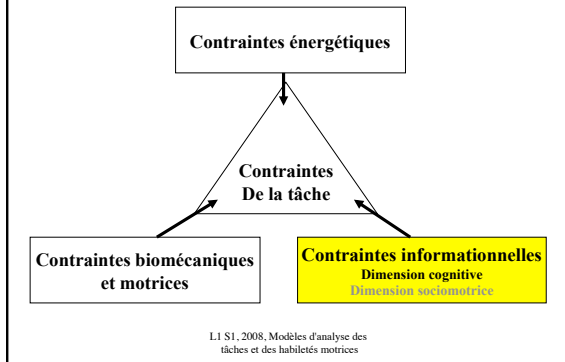 Contraintes énergétiques
Contraintes
De la tâche
Contraintes biomécaniques
et motrices
Contraintes informationnelles
Dimension cognitive
Dimension sociomotrice
L1 S1, 2008, Modèles d'analyse des
tâches et des habiletés motrices